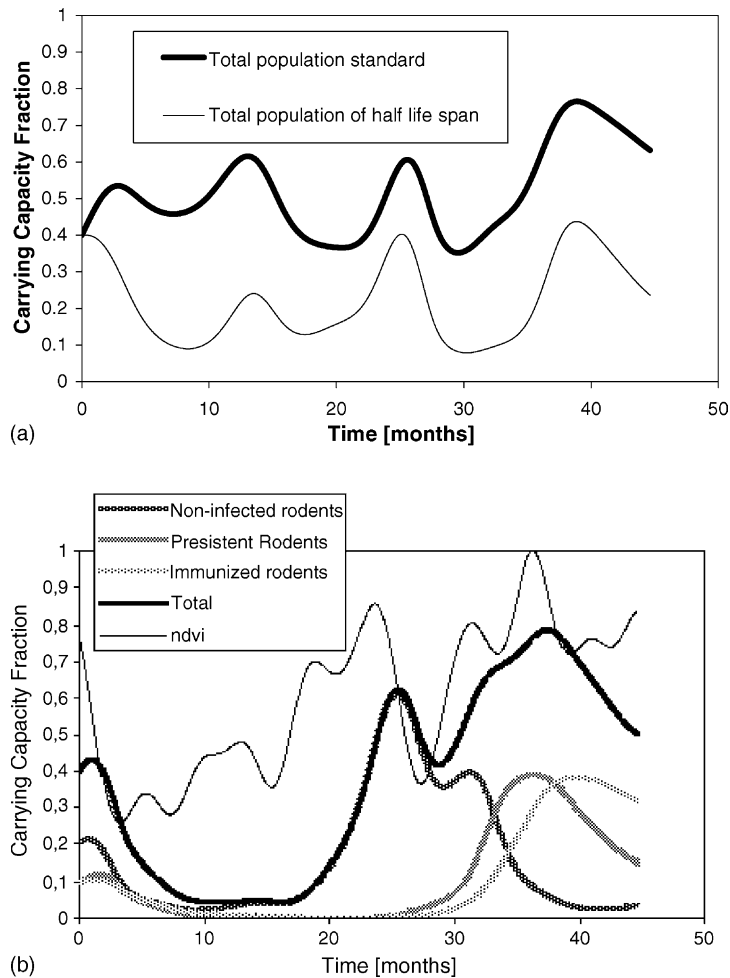 1
0.9
0.8
0.7
0.6
0.5
0.4
0.3
0.2
0.1
0
Carrying Capacity Fraction
Total population standard
Total population of half life span
0 10 20 30 40 50
Time [months]
(a)
Non-infected rodents
Presistent Rodents
Immunized rodents
Total
ndvi
1
0,9
0,8
0,7
0,6
0,5
0,4
0,3
0,2
0,1
0
Carrying Capacity Fraction
0 10 20 30 40 50
Time [months]
(b)